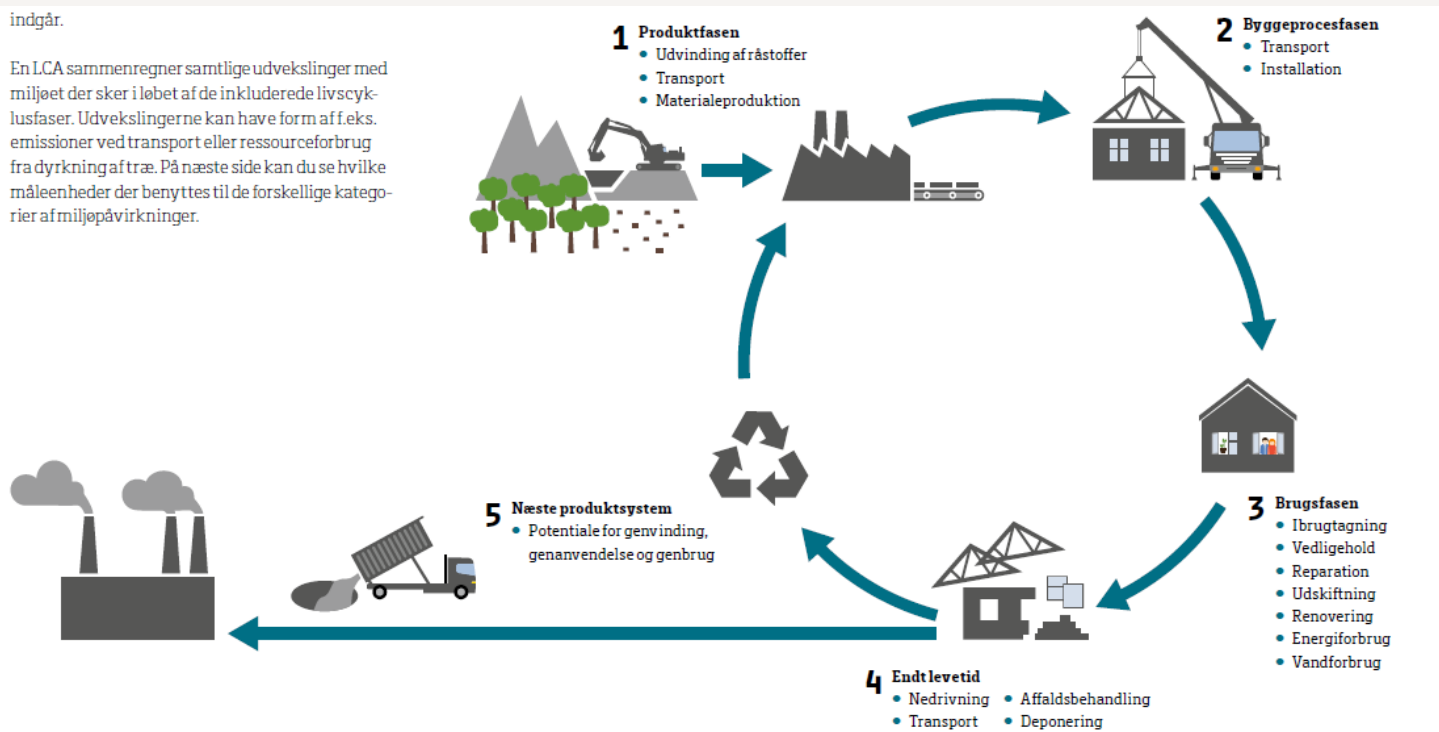 indgår.
En LCA sammenregner samtlige udvekslinger med
miljøet der sker i løbet af de inkluderede livscyk-
lusfaser. Udvekslingerne kan have form af f.eks.
emissioner ved transport eller ressourceforbrug
fra dyrkning af træ. På næste side kan du se hvilke
måleenheder der benyttes til de forskellige katego-
rier af miljøpåvirkninger.
1 Produktfasen
• Udvinding af råstoffer
• Transport
• Materialeproduktion
2 Byggeprocesfasen
• Transport
• Installation
3 Brugsfasen
• Ibrugtagning
• Vedligehold
• Reparation
• Udskiftning
• Renovering
• Energiforbrug
• Vandforbrug
4 Endt levetid
• Nedrivning • Affaldsbehandling
• Transport • Deponering
5 Næste produktsystem
• Potentiale for genvinding,
genanvendelse og genbrug